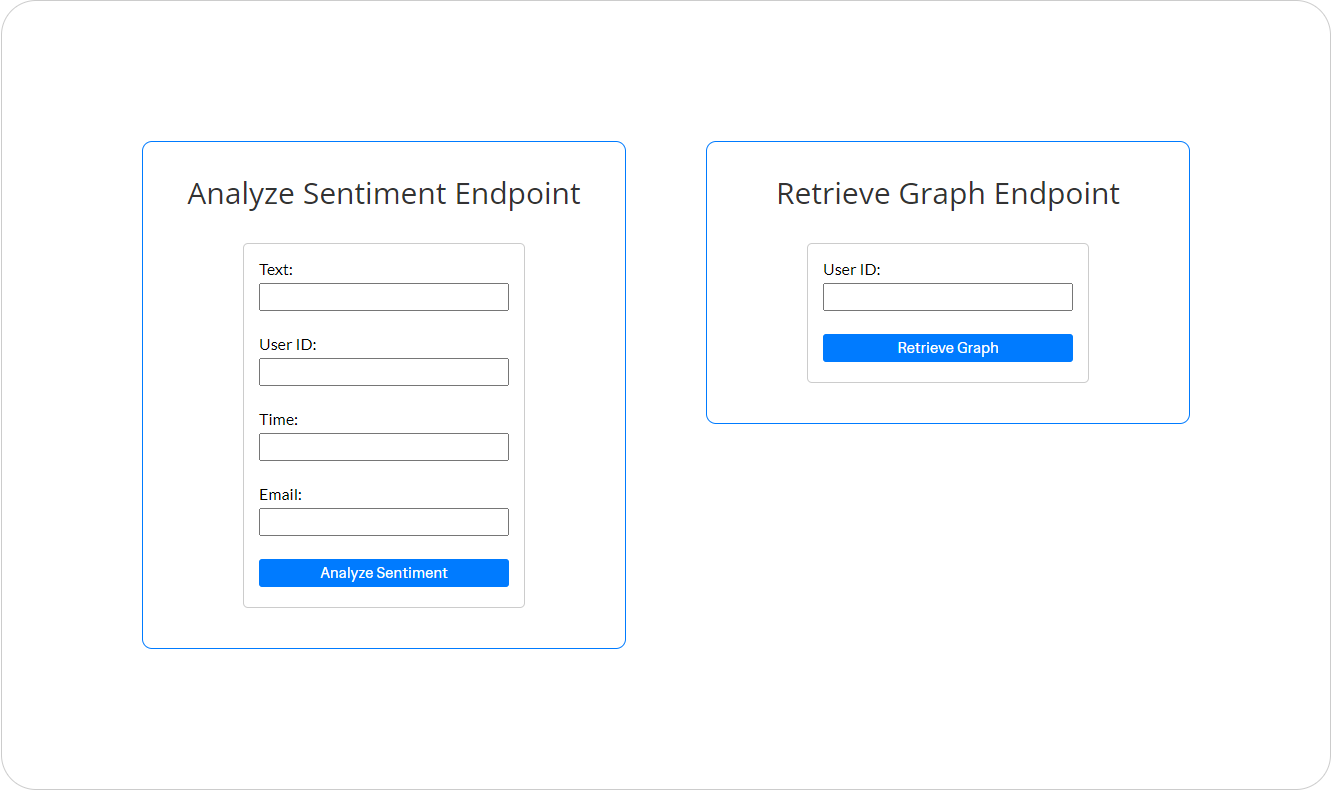 Analyze Sentiment Endpoint
Text:
User ID:
Time:
Email:
Analyze Sentiment
Retrieve Graph Endpoint
User ID:
Retrieve Graph